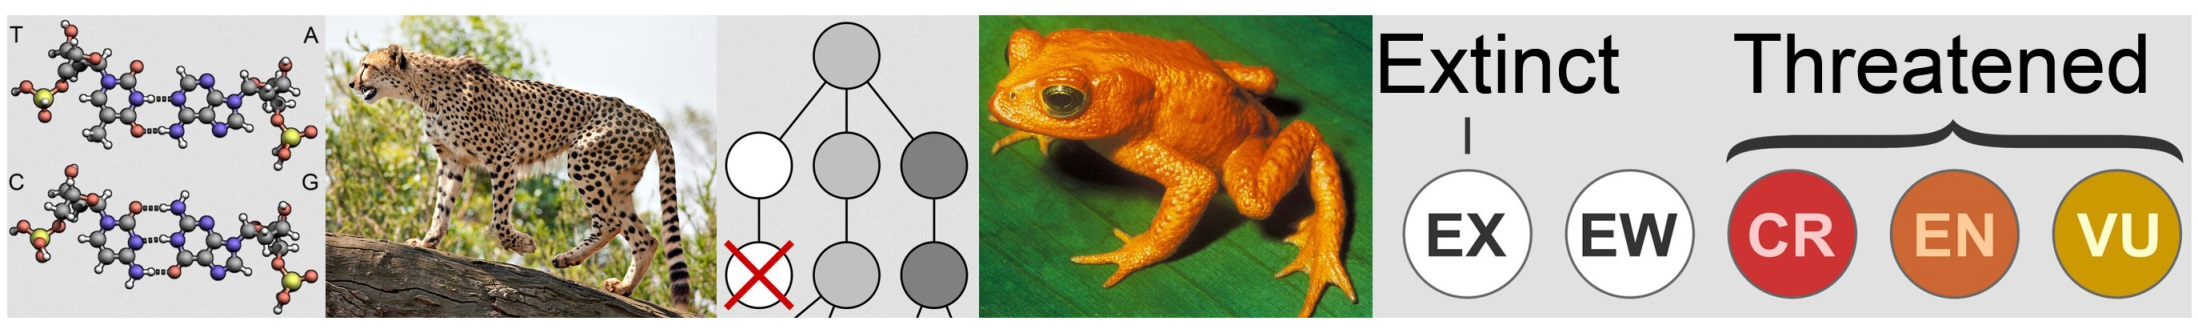 T A
C G
Extinct Threatened
EX EW CR EN VU